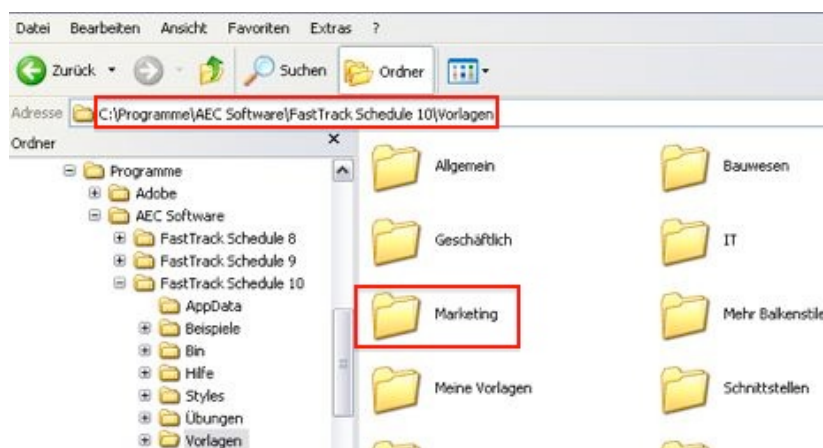 Datei Bearbeiten Ansicht Favoriten Extras ?
Zurück Suchen Ordner
Adresse C:\Programme\AEC Software\FastTrack Schedule 10\Vorlagen
Ordner
Programme
Adobe
AEC Software
FastTrack Schedule 8
FastTrack Schedule 9
FastTrack Schedule 10
AppData
Beispiele
Bin
Hilfe
Styles
Übungen
Vorlagen
Allgemein Bauwesen
Geschäftlich IT
Marketing Mehr Balkenstile
Meine Vorlagen Schnittstellen